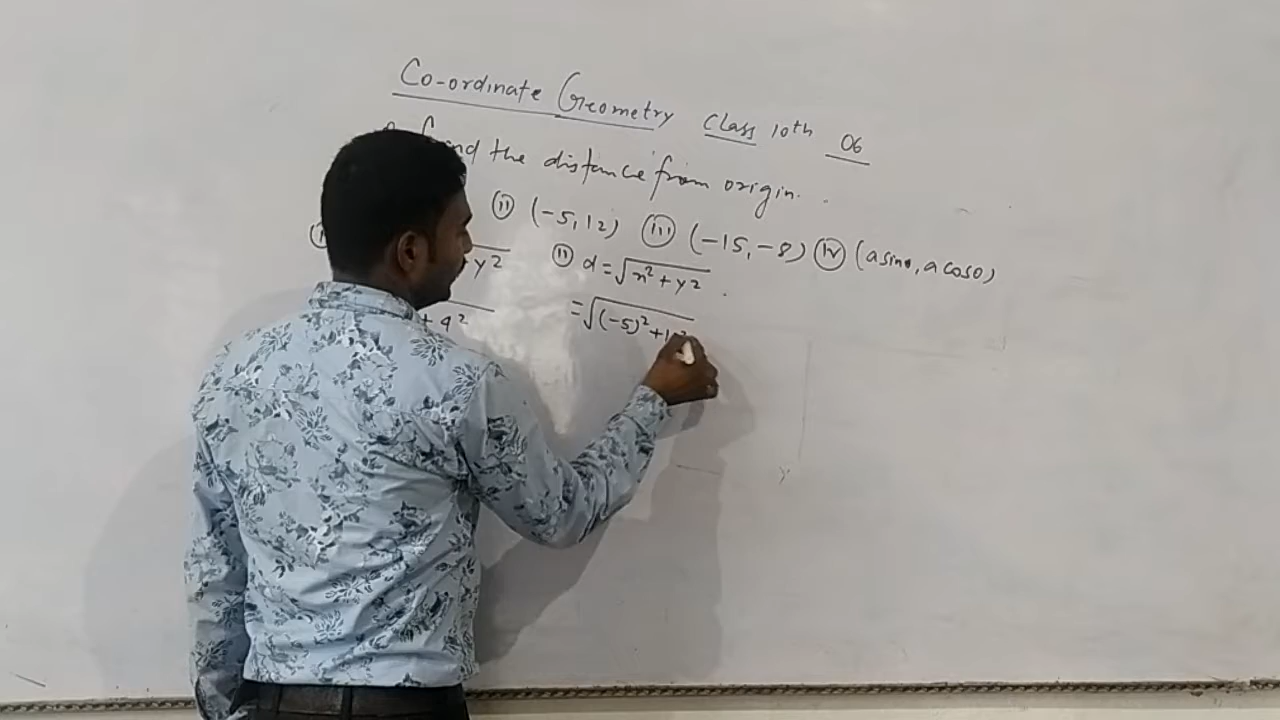 Co-ordinate Geometry Class 10th 06
the distance from origin.
(ii) (-5, 12) (iii) (-15, -8) (iv) (a sinθ, a cosθ)
y² (ii) d = √x² + y²
+ 9² = √(-5)² +